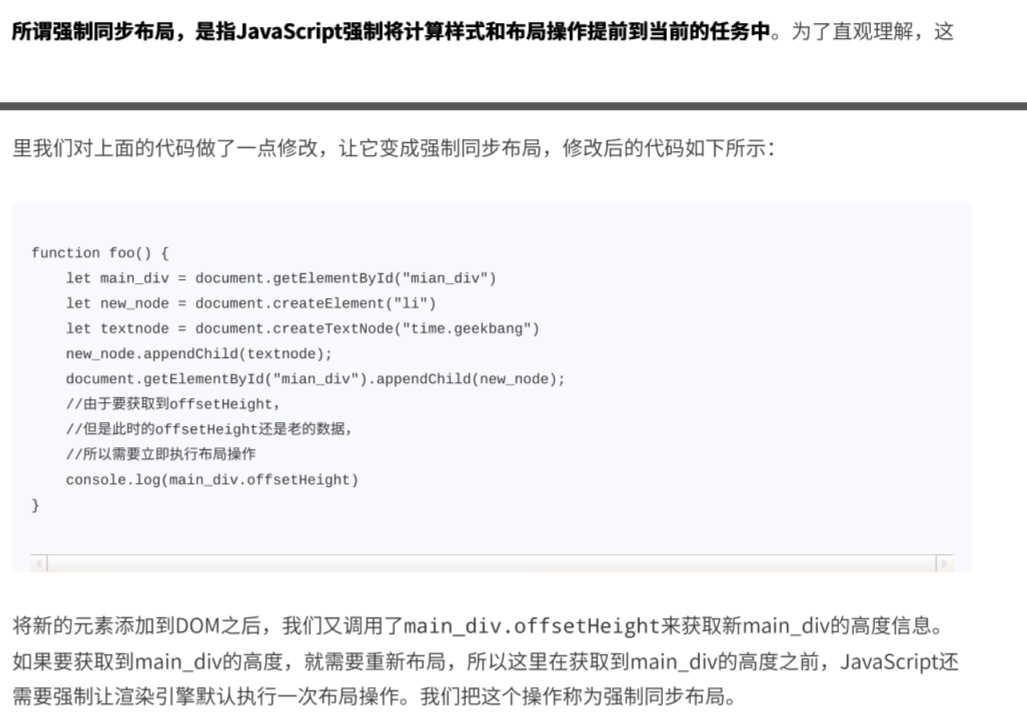 所谓强制同步布局，是指JavaScript强制将计算样式和布局操作提前到当前的任务中。为了直观理解，这
里我们对上面的代码做了一点修改，让它变成强制同步布局，修改后的代码如下所示：
function foo() {
    let main_div = document.getElementById("mian_div")
    let new_node = document.createElement("li")
    let textnode = document.createTextNode("time.geekbang")
    new_node.appendChild(textnode);
    document.getElementById("mian_div").appendChild(new_node);
    //由于要获取到offsetHeight，
    //但是此时的offsetHeight还是老的数据，
    //所以需要立即执行布局操作
    console.log(main_div.offsetHeight)
}
将新的元素添加到DOM之后，我们又调用了main_div.offsetHeight来获取新main_div的高度信息。
如果要获取到main_div的高度，就需要重新布局，所以这里在获取到main_div的高度之前，JavaScript还
需要强制让渲染引擎默认执行一次布局操作。我们把这个操作称为强制同步布局。